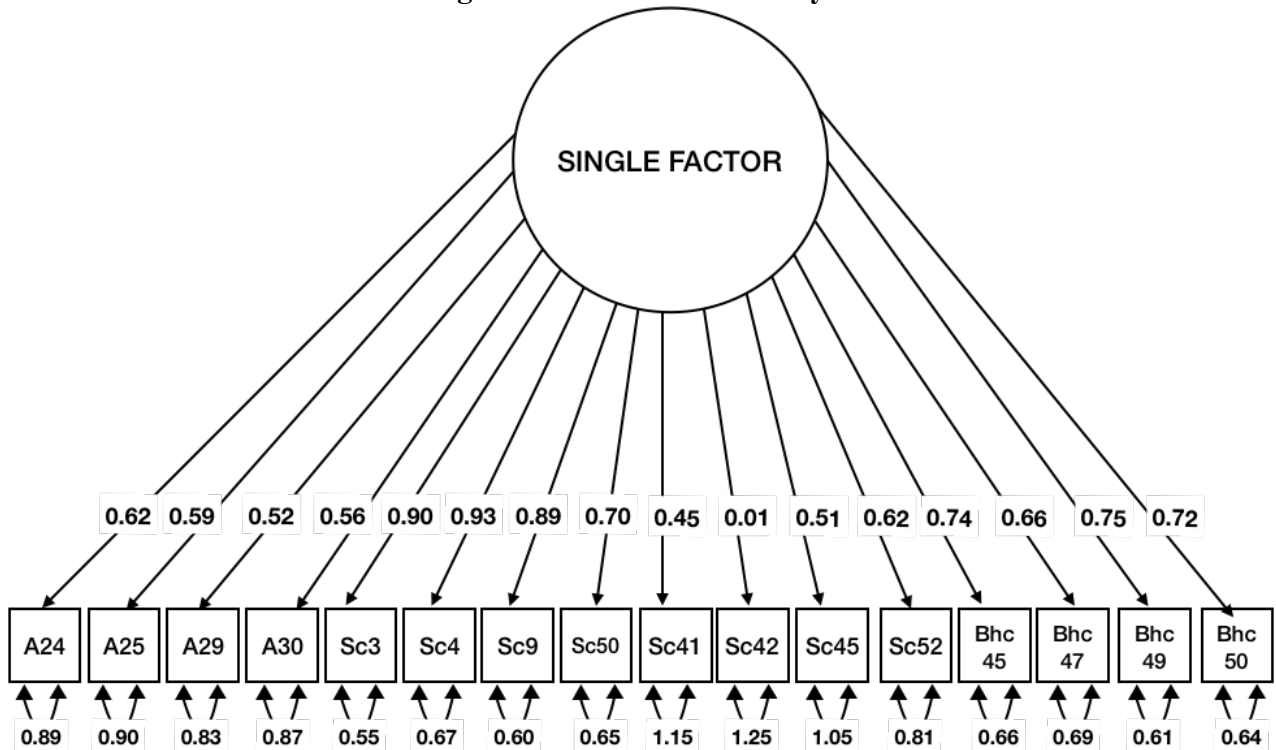 SINGLE FACTOR
0.62 0.59 0.52 0.56 0.90 0.93 0.89 0.70 0.45 0.01 0.51 0.62 0.74 0.66 0.75 0.72
A24 A25 A29 A30 Sc3 Sc4 Sc9 Sc50 Sc41 Sc42 Sc45 Sc52 Bhc 45 Bhc 47 Bhc 49 Bhc 50
0.89 0.90 0.83 0.87 0.55 0.67 0.60 0.65 1.15 1.25 1.05 0.81 0.66 0.69 0.61 0.64